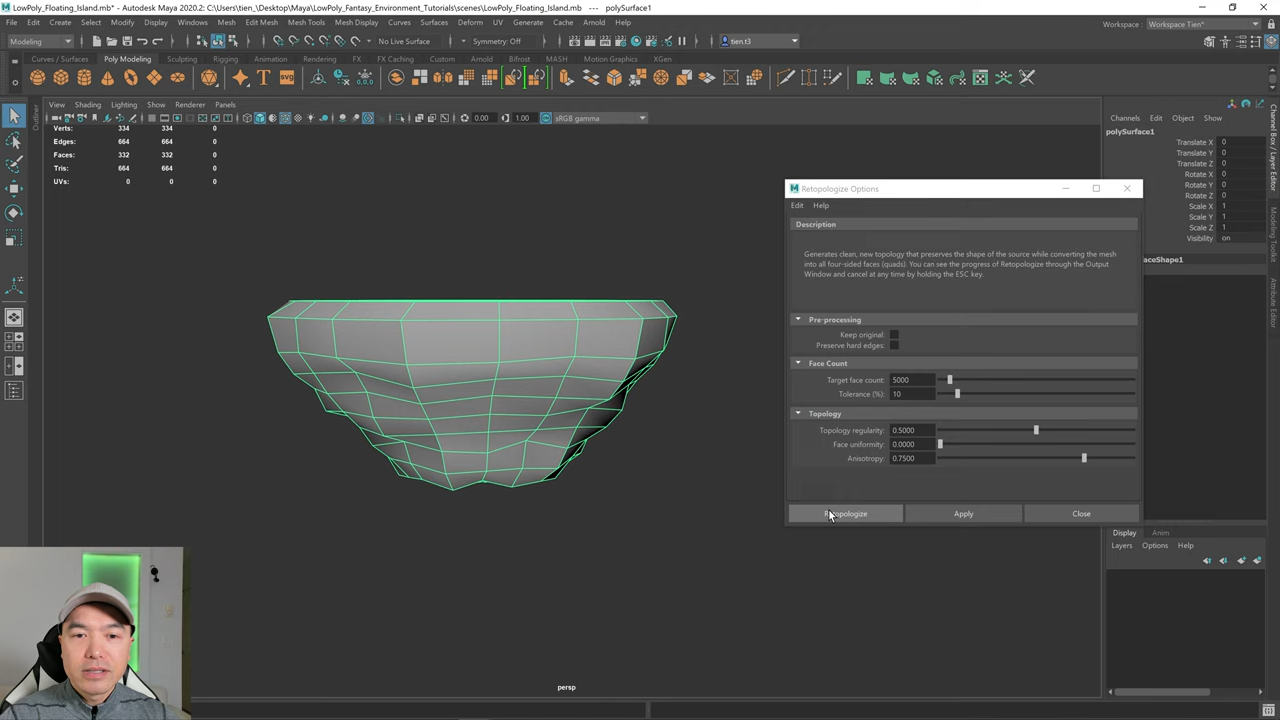 LowPoly_Floating_Island.mb* - Autodesk Maya 2020.2: C:\Users\tien_\Desktop\Maya\LowPoly_Fantasy_Environment_Tutorials\scenes\LowPoly_Floating_Island.mb --- polySurface1
File Edit Create Select Modify Display Windows Mesh Edit Mesh Mesh Tools Mesh Display Curves Surfaces Deform UV Generate Cache Arnold Help
Workspace : Workspace Tien*
Modeling
No Live Surface
Symmetry: Off
tien.t3
Curves / Surfaces Poly Modeling Sculpting Rigging Animation Rendering FX FX Caching Custom Arnold Bifrost MASH Motion Graphics XGen
SVG
View Shading Lighting Show Renderer Panels
0.00 1.00 sRGB gamma
Outliner
Verts: 334 334 0
Edges: 664 664 0
Faces: 332 332 0
Tris: 664 664 0
UVs: 0 0 0
persp
Retopologize Options
Edit Help
Description
Generates clean, new topology that preserves the shape of the source while converting the mesh
into all four-sided faces (quads). You can see the progress of Retopologize through the Output
Window and cancel at any time by holding the ESC key.
Pre-processing
Keep original:
Preserve hard edges:
Face Count
Target face count: 5000
Tolerance (%): 10
Topology
Topology regularity: 0.5000
Face uniformity: 0.0000
Anisotropy: 0.7500
Retopologize Apply Close
Channels Edit Object Show
polySurface1
Translate X 0
Translate Y 0
Translate Z 0
Rotate X 0
Rotate Y 0
Rotate Z 0
Scale X 1
Scale Y 1
Scale Z 1
Visibility on
aceShape1
Channel Box / Layer Editor
Modeling Toolkit
Attribute Editor
Display Anim
Layers Options Help